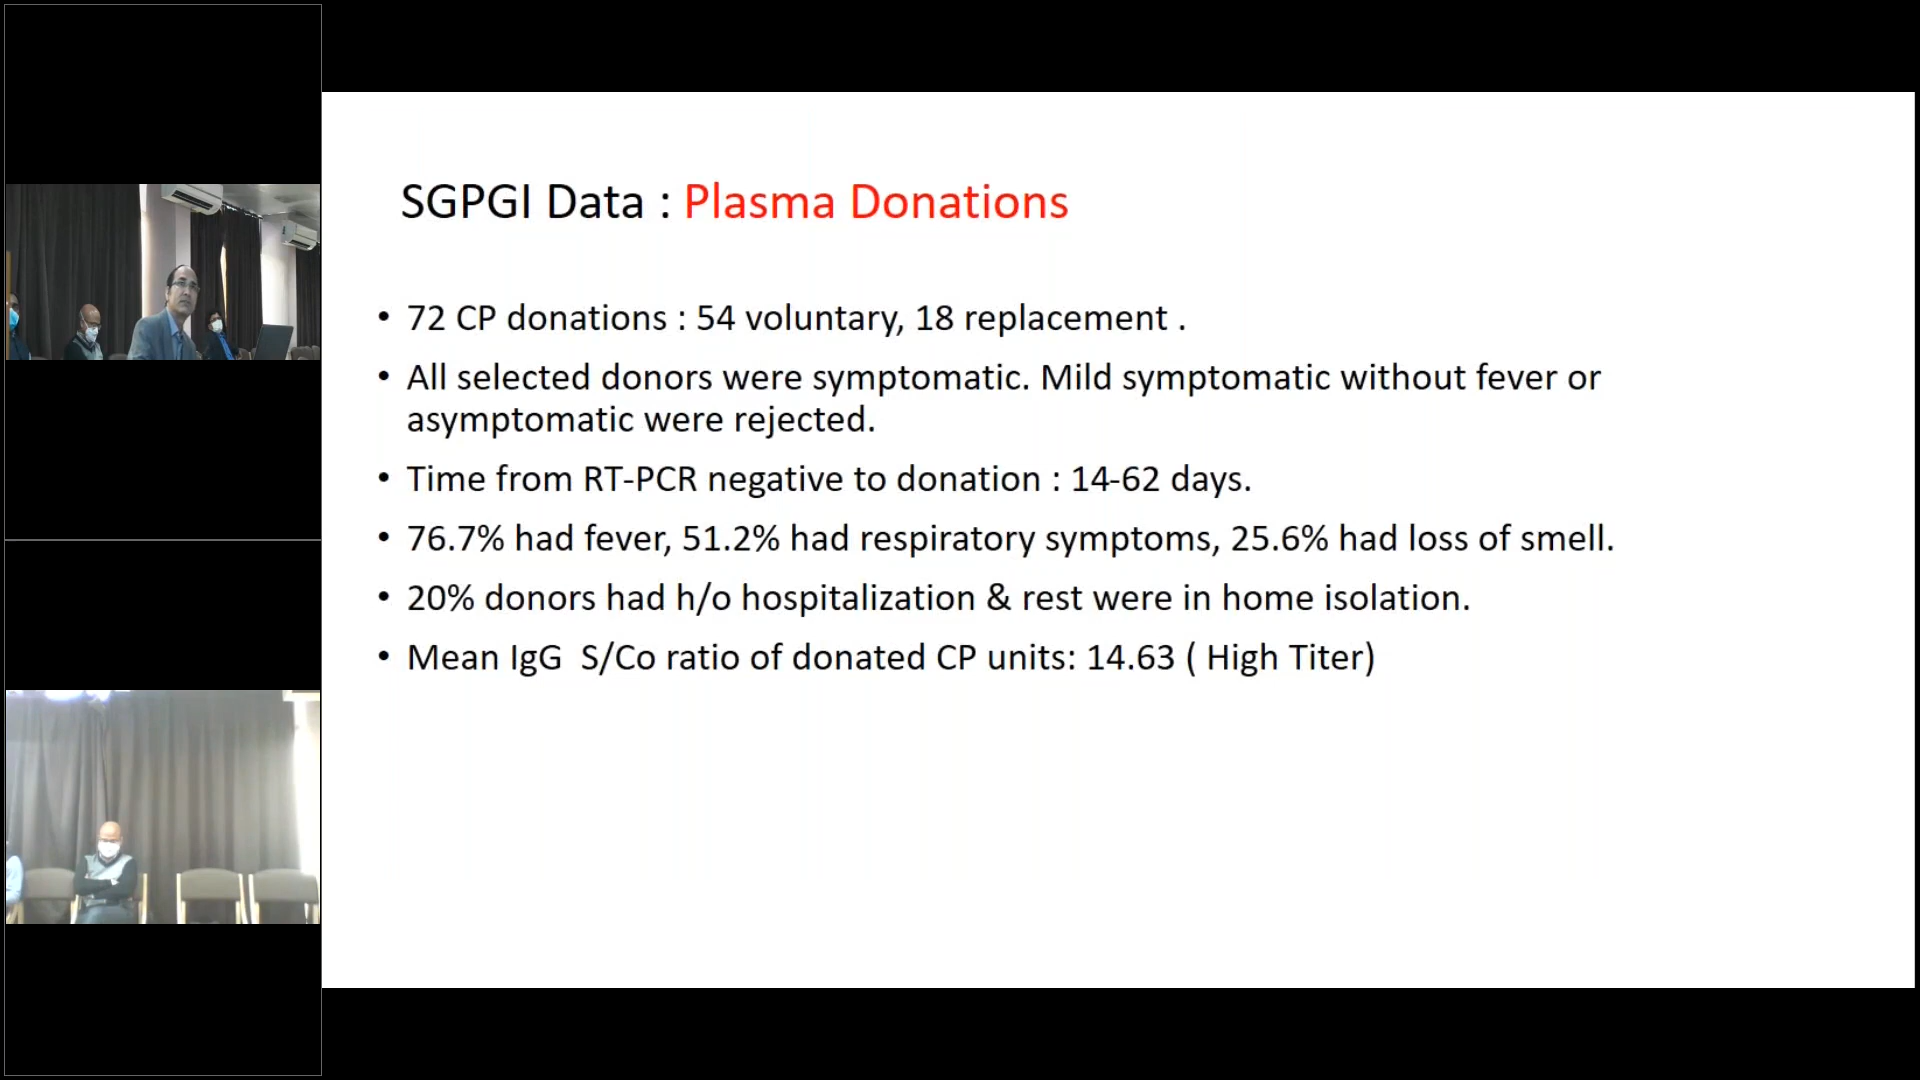 SGPGI Data : Plasma Donations
• 72 CP donations : 54 voluntary, 18 replacement .
• All selected donors were symptomatic. Mild symptomatic without fever or
asymptomatic were rejected.
• Time from RT-PCR negative to donation : 14-62 days.
• 76.7% had fever, 51.2% had respiratory symptoms, 25.6% had loss of smell.
• 20% donors had h/o hospitalization & rest were in home isolation.
• Mean IgG  S/Co ratio of donated CP units: 14.63 ( High Titer)